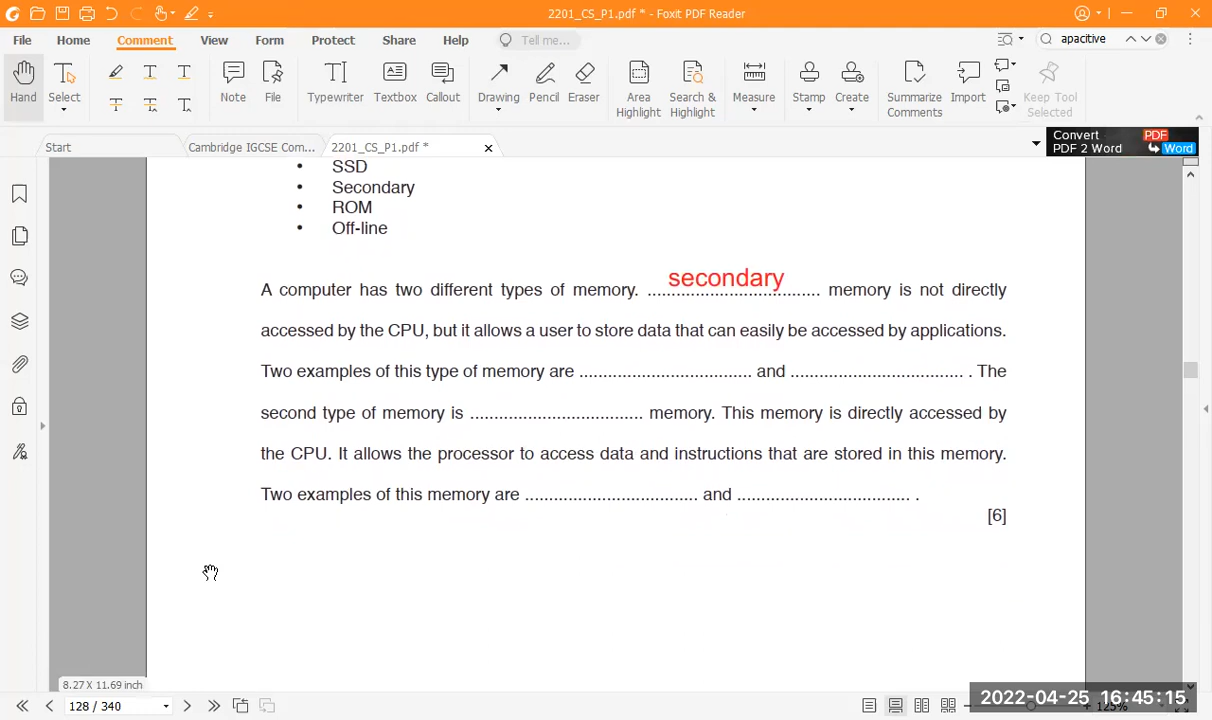 2201_CS_P1.pdf * - Foxit PDF Reader
File Home Comment View Form Protect Share Help Tell me... apacitive
Hand Select Note File Typewriter Textbox Callout Drawing Pencil Eraser Area Highlight Search & Highlight Measure Stamp Create Summarize Comments Import Keep Tool Selected
Start Cambridge IGCSE Com... 2201_CS_P1.pdf * Convert PDF 2 Word
• SSD
• Secondary
• ROM
• Off-line
secondary
A computer has two different types of memory. .................................... memory is not directly
accessed by the CPU, but it allows a user to store data that can easily be accessed by applications.
Two examples of this type of memory are .................................... and .................................... . The
second type of memory is .................................... memory. This memory is directly accessed by
the CPU. It allows the processor to access data and instructions that are stored in this memory.
Two examples of this memory are .................................... and .................................... .
[6]
8.27 X 11.69 inch
128 / 340
2022-04-25 16:45:15